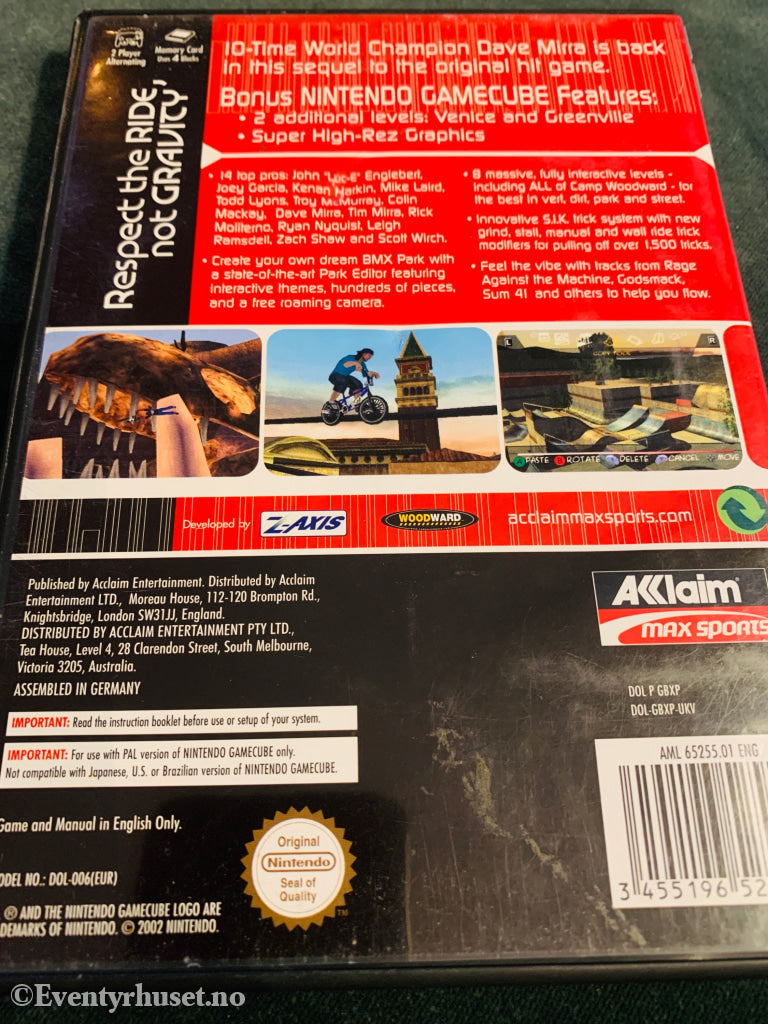 2 Player
Alternating
Memory Card
Uses 4 Blocks
Respect the RIDE,
not GRAVITY
10-Time World Champion Dave Mirra is back
in this sequel to the original hit game.
Bonus NINTENDO GAMECUBE Features:
• 2 additional levels: Venice and Greenville
• Super High-Rez Graphics
• 14 top pros: John "Luc-E" Englebert,
Joey Garcia, Kenan Harkin, Mike Laird,
Todd Lyons, Troy McMurray, Colin
Mackay, Dave Mirra, Tim Mirra, Rick
Moliterno, Ryan Nyquist, Leigh
Ramsdell, Zach Shaw and Scott Wirch.
• Create your own dream BMX Park with
a state-of-the-art Park Editor featuring
interactive themes, hundreds of pieces,
and a free roaming camera.
• 8 massive, fully interactive levels -
including ALL of Camp Woodward - for
the best in vert, dirt, park and street.
• Innovative S.I.K. trick system with new
grind, stall, manual and wall ride trick
modifiers for pulling off over 1,500 tricks.
• Feel the vibe with tracks from Rage
Against the Machine, Godsmack,
Sum 41 and others to help you flow.
L
R
COPY TOOL
A PASTE B ROTATE DELETE CANCEL MOVE
Developed by
Z-AXIS
WOODWARD
acclaimmaxsports.com
Published by Acclaim Entertainment. Distributed by Acclaim
Entertainment LTD., Moreau House, 112-120 Brompton Rd.,
Knightsbridge, London SW31JJ, England.
DISTRIBUTED BY ACCLAIM ENTERTAINMENT PTY LTD.,
Tea House, Level 4, 28 Clarendon Street, South Melbourne,
Victoria 3205, Australia.
ASSEMBLED IN GERMANY
AKKlaim
MAX SPORTS
DOL P GBXP
DOL-GBXP-UKV
IMPORTANT: Read the instruction booklet before use or setup of your system.
IMPORTANT: For use with PAL version of NINTENDO GAMECUBE only.
Not compatible with Japanese, U.S. or Brazilian version of NINTENDO GAMECUBE.
AML 65255.01 ENG
3 455196 52
Game and Manual in English Only.
Original
Nintendo
Seal of
Quality
TM
ODEL NO.: DOL-006(EUR)
, ® AND THE NINTENDO GAMECUBE LOGO ARE
DEMARKS OF NINTENDO. © 2002 NINTENDO.
©Eventyrhuset.no